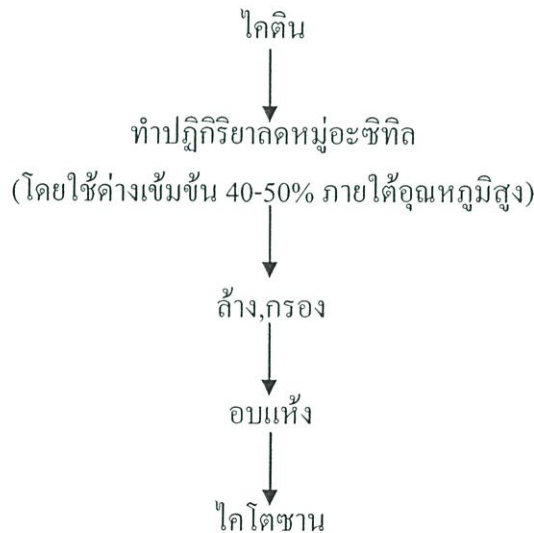 ไคติน
ทำปฏิกิริยาลดหมู่อะซิทิล
(โดยใช้ด่างเข้มข้น 40-50% ภายใต้อุณหภูมิสูง)
ล้าง,กรอง
อบแห้ง
ไคโตซาน